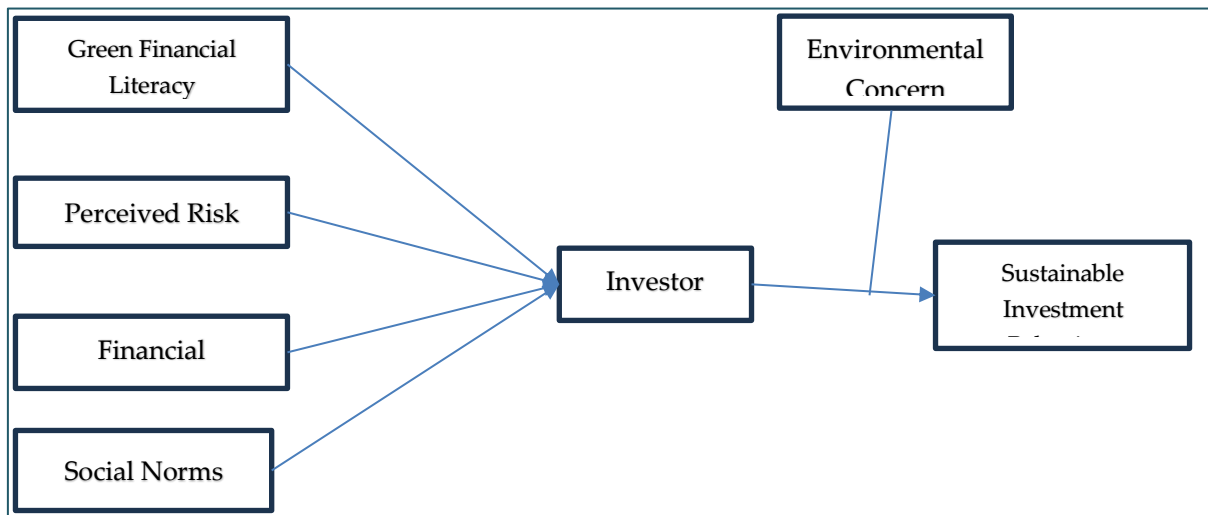 Green Financial
Literacy
Environmental
Concern
Perceived Risk
Investor
Sustainable
Investment
Financial
Social Norms